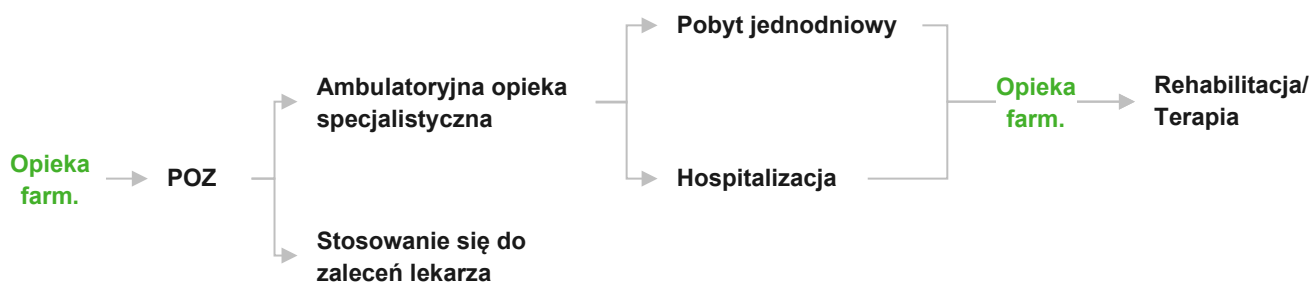 Opieka
farm.
POZ
Ambulatoryjna opieka
specjalistyczna
Stosowanie się do
zaleceń lekarza
Pobyt jednodniowy
Hospitalizacja
Opieka
farm.
Rehabilitacja/
Terapia